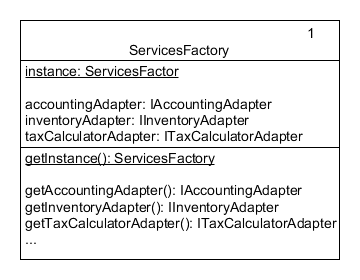 1
ServicesFactory
instance: ServicesFactor
accountingAdapter: IAccountingAdapter
inventoryAdapter: IInventoryAdapter
taxCalculatorAdapter: ITaxCalculatorAdapter
getInstance(): ServicesFactory
getAccountingAdapter(): IAccountingAdapter
getInventoryAdapter(): IInventoryAdapter
getTaxCalculatorAdapter(): ITaxCalculatorAdapter
...